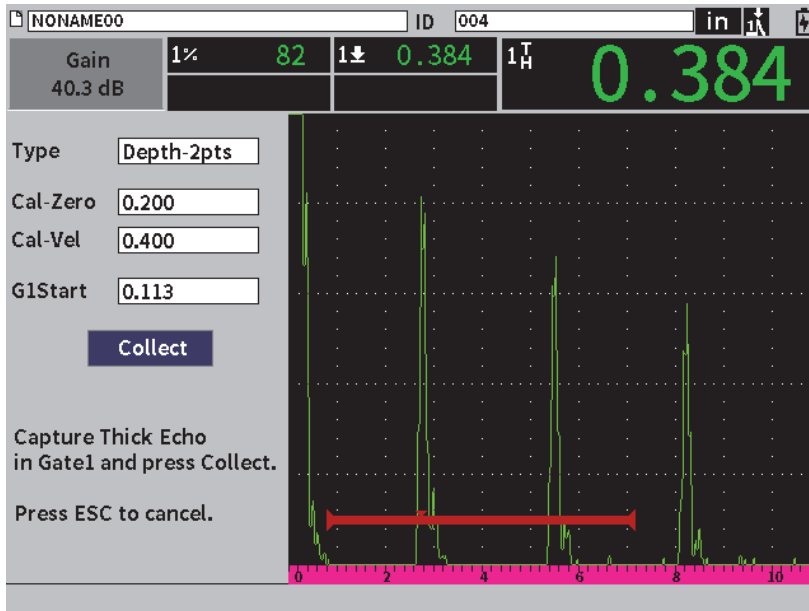 NONAME00 ID 004 in
Gain 40.3 dB
1% 82
1 0.384
1 T H 0.384
Type Depth-2pts
Cal-Zero 0.200
Cal-Vel 0.400
G1Start 0.113
Collect
Capture Thick Echo
in Gate1 and press Collect.
Press ESC to cancel.
0 2 4 6 8 10